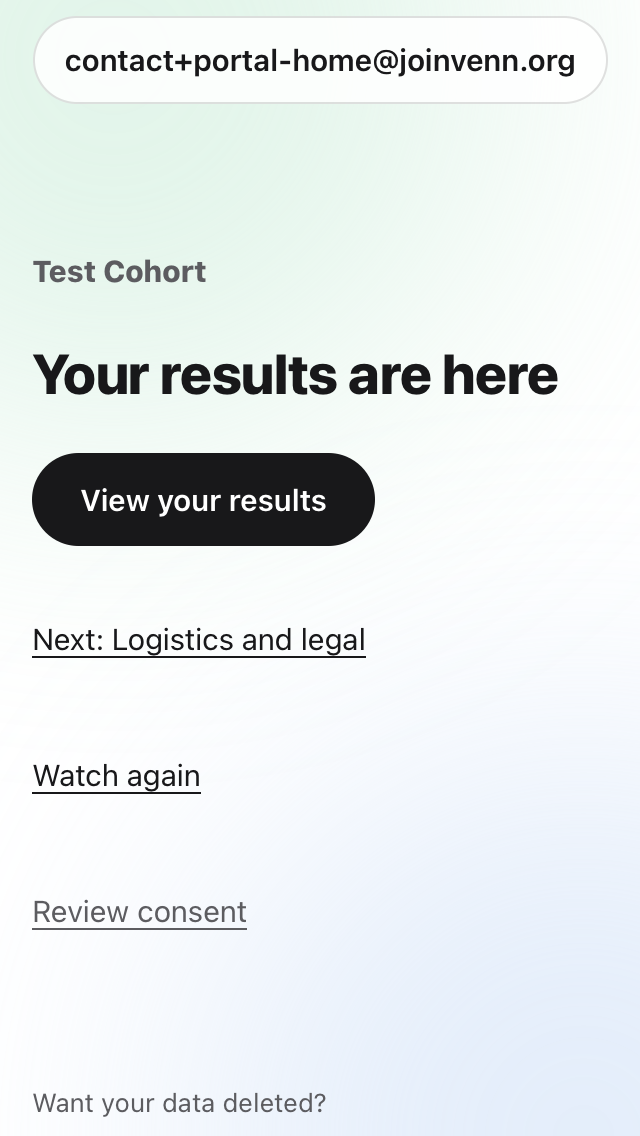 contact+portal-home@joinvenn.org
Test Cohort
Your results are here
View your results
Next: Logistics and legal
Watch again
Review consent
Want your data deleted?